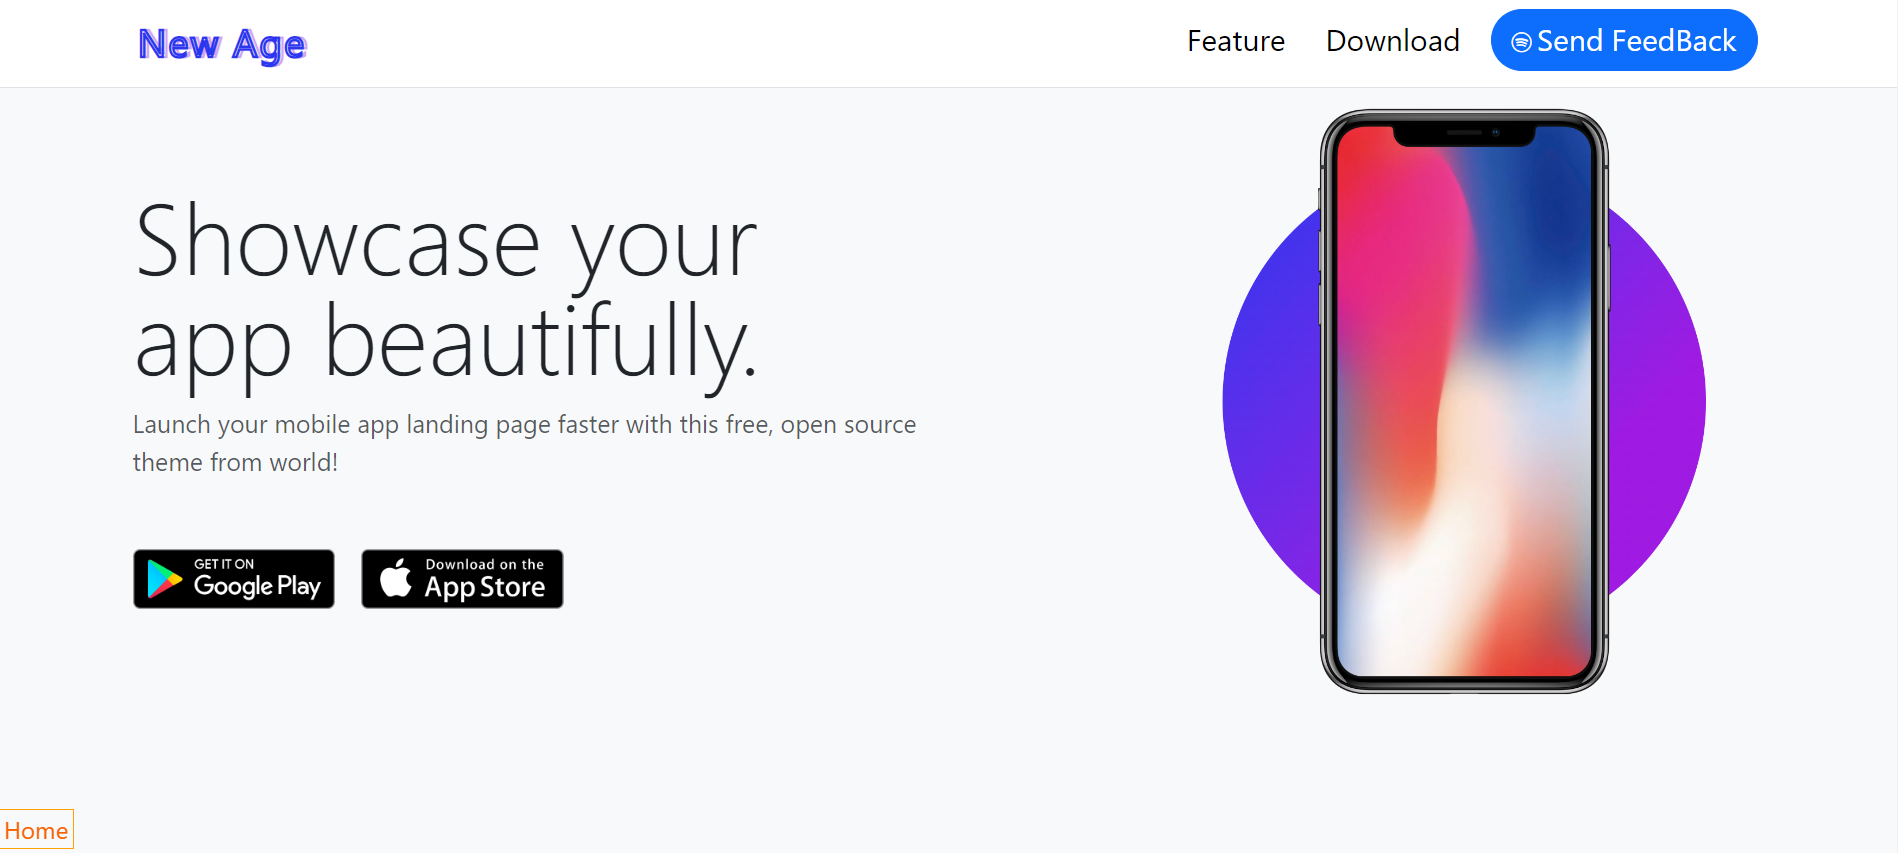 New Age
Feature
Download
Send FeedBack
Showcase your
app beautifully.
Launch your mobile app landing page faster with this free, open source
theme from world!
GET IT ON
Google Play
Download on the
App Store
Home